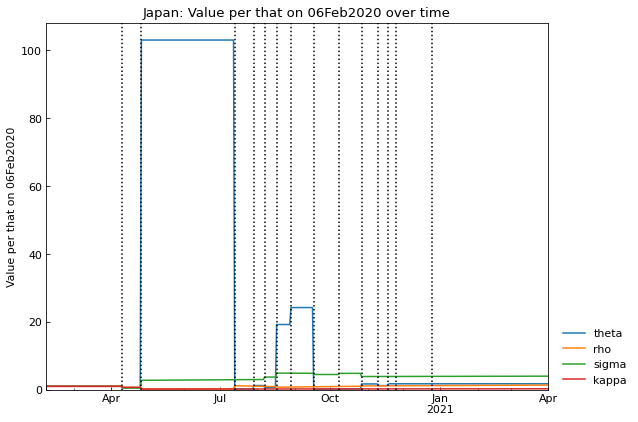 Japan: Value per that on 06Feb2020 over time
Value per that on 06Feb2020
100
80
60
40
20
0
Apr
Jul
Oct
Jan
2021
Apr
theta
rho
sigma
kappa